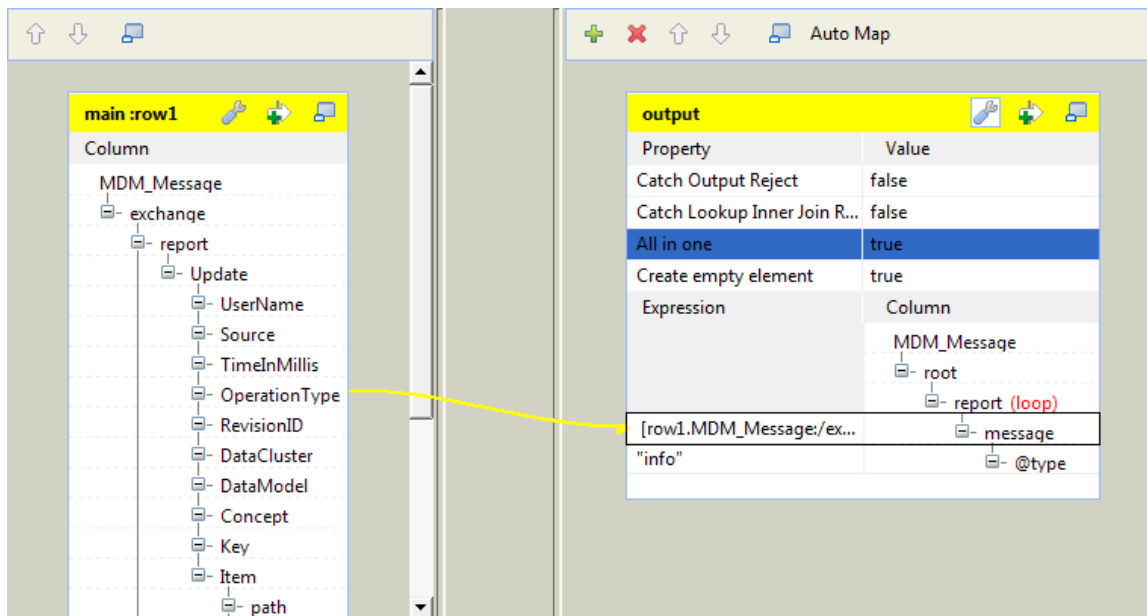 Auto Map
main :row1
Column
MDM_Message
exchange
report
Update
UserName
Source
TimeInMillis
OperationType
RevisionID
DataCluster
DataModel
Concept
Key
Item
path
output
Property Value
Catch Output Reject false
Catch Lookup Inner Join R... false
All in one true
Create empty element true
Expression Column
MDM_Message
root
report (loop)
[row1.MDM_Message:/ex... message
"info" @type